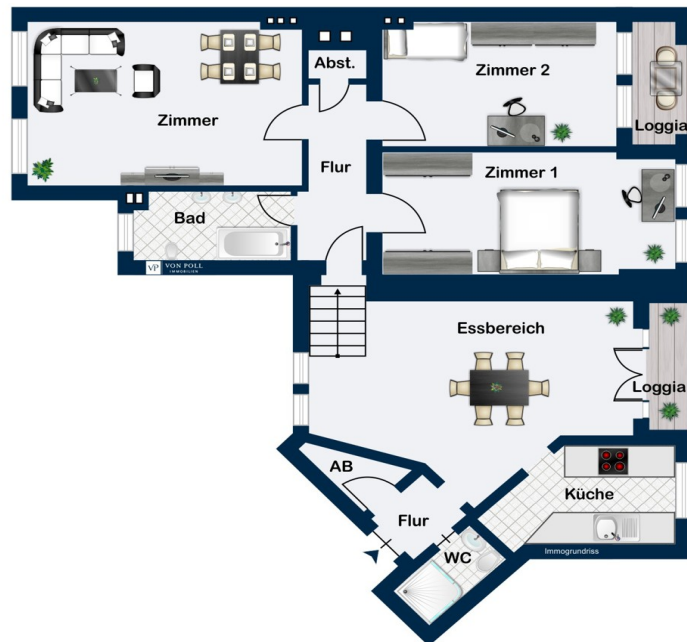 Abst.
Zimmer 2
Zimmer
Loggia
Flur
Zimmer 1
Bad
VP VON POLL
IMMOBILIEN
Essbereich
Loggia
AB
Küche
Flur
Immogrundriss
WC